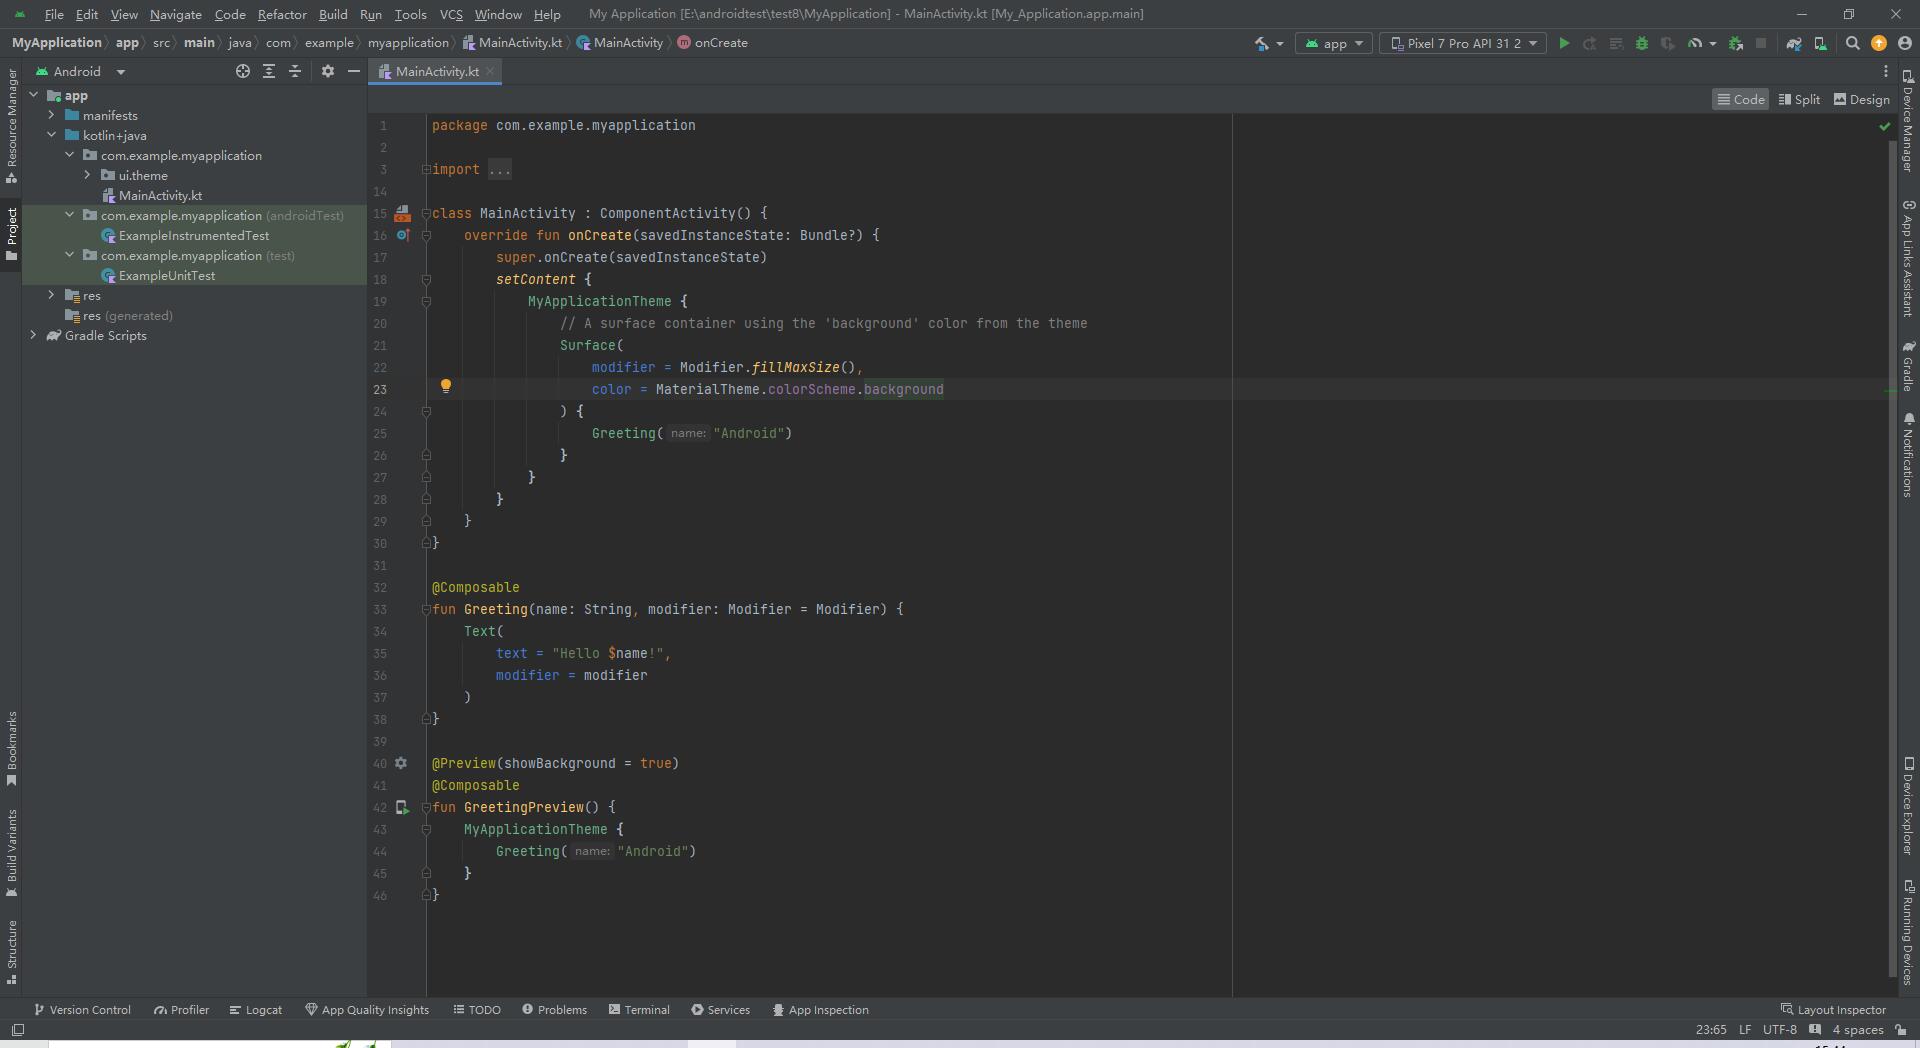 File Edit View Navigate Code Refactor Build Run Tools VCS Window Help My Application [E:\androidtest\test8\MyApplication] - MainActivity.kt [My_Application.app.main]
MyApplication app src main java com example myapplication MainActivity.kt MainActivity onCreate app Pixel 7 Pro API 31 2
Android
MainActivity.kt
Code Split Design
Resource Manager
Project
Bookmarks
Build Variants
Structure
app
manifests
kotlin+java
com.example.myapplication
ui.theme
MainActivity.kt
com.example.myapplication (androidTest)
ExampleInstrumentedTest
com.example.myapplication (test)
ExampleUnitTest
res
res (generated)
Gradle Scripts
1 package com.example.myapplication
2
3 import ...
14
15 class MainActivity : ComponentActivity() {
16 override fun onCreate(savedInstanceState: Bundle?) {
17 super.onCreate(savedInstanceState)
18 setContent {
19 MyApplicationTheme {
20 // A surface container using the 'background' color from the theme
21 Surface(
22 modifier = Modifier.fillMaxSize(),
23 color = MaterialTheme.colorScheme.background
24 ) {
25 Greeting( name: "Android")
26 }
27 }
28 }
29 }
30 }
31
32 @Composable
33 fun Greeting(name: String, modifier: Modifier = Modifier) {
34 Text(
35 text = "Hello $name!",
36 modifier = modifier
37 )
38 }
39
40 @Preview(showBackground = true)
41 @Composable
42 fun GreetingPreview() {
43 MyApplicationTheme {
44 Greeting( name: "Android")
45 }
46 }
Device Manager
App Links Assistant
Gradle
Notifications
Device Explorer
Running Devices
Version Control Profiler Logcat App Quality Insights TODO Problems Terminal Services App Inspection Layout Inspector
23:65 LF UTF-8 4 spaces